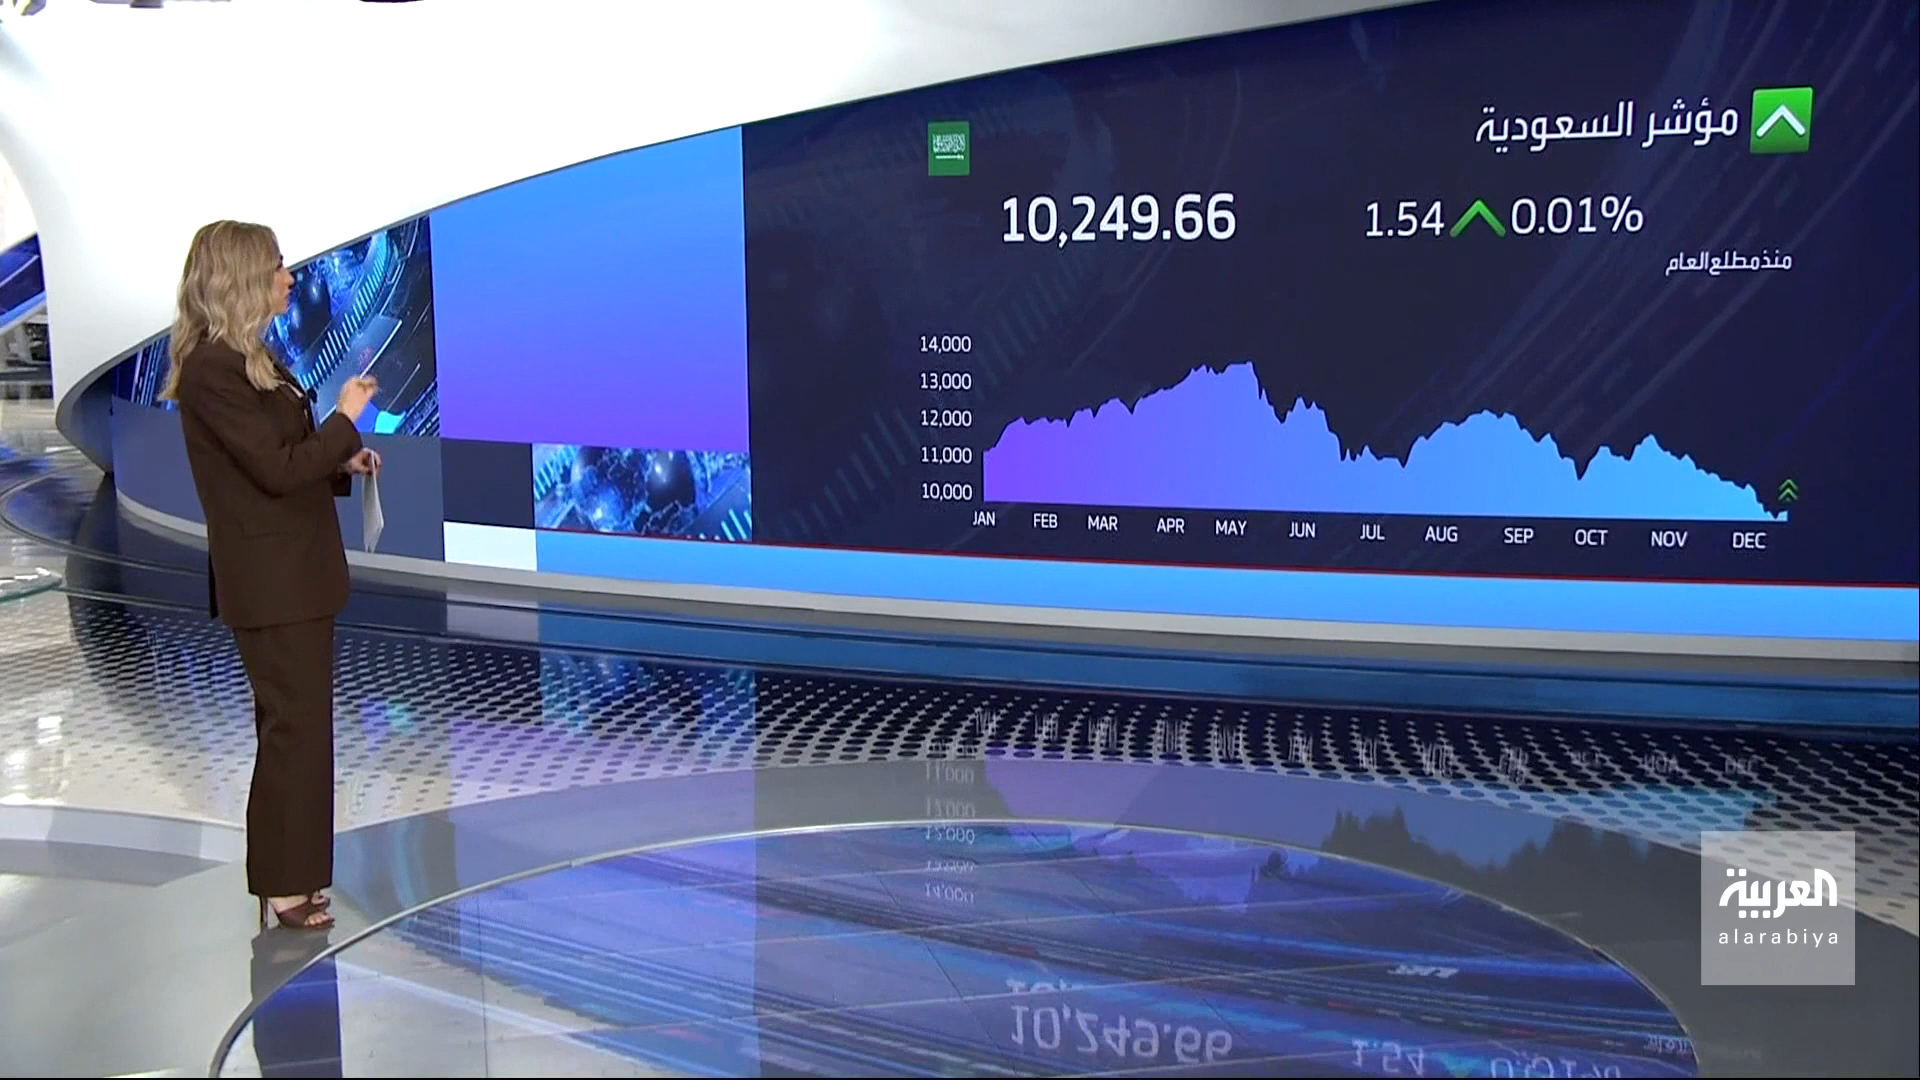 مؤشر السعودية
10,249.66
1.54 0.01%
منذ مطلع العام
14,000
13,000
12,000
11,000
10,000
JAN FEB MAR APR MAY JUN JUL AUG SEP OCT NOV DEC
العربية
alarabiya